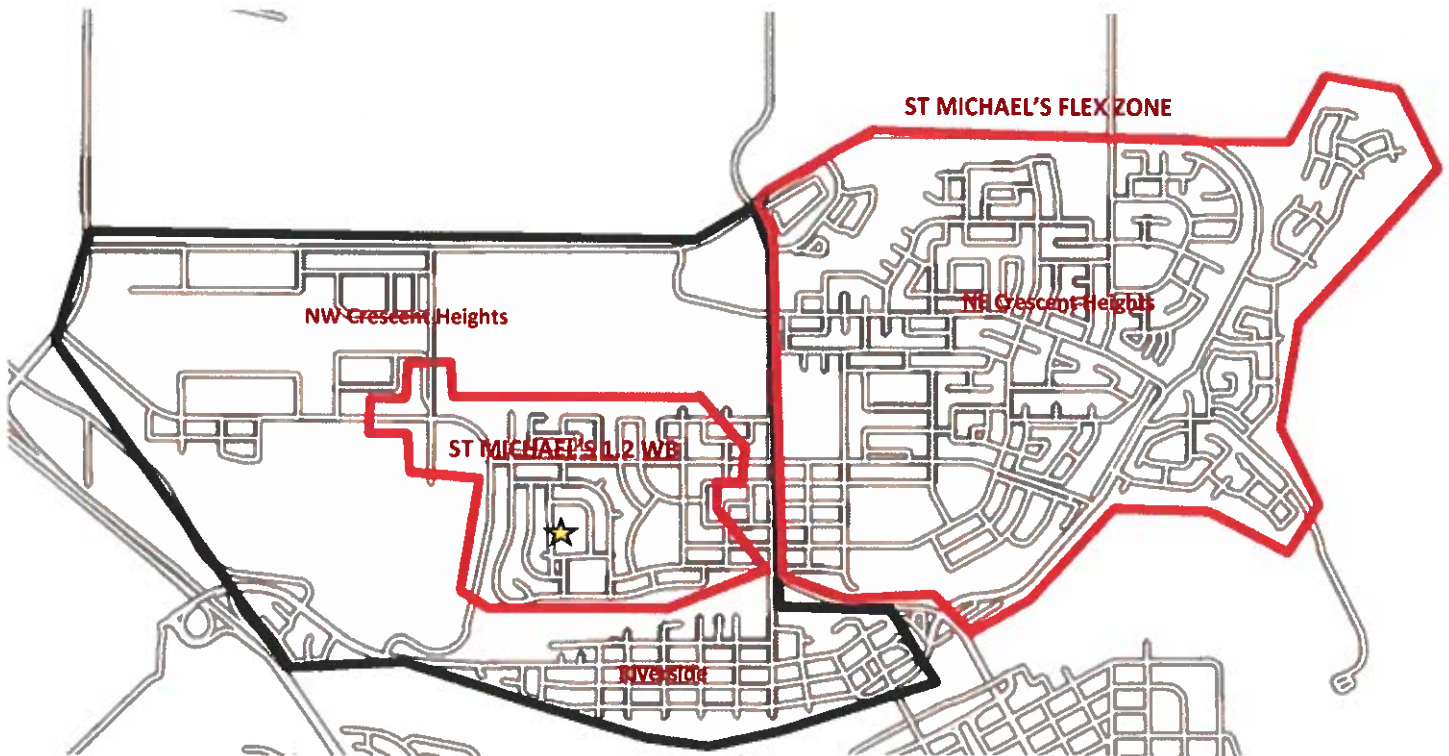 ST MICHAEL'S FLEX ZONE
NW Crescent Heights
NE Crescent Heights
ST MICHAEL'S 1.2 WB
Riverside